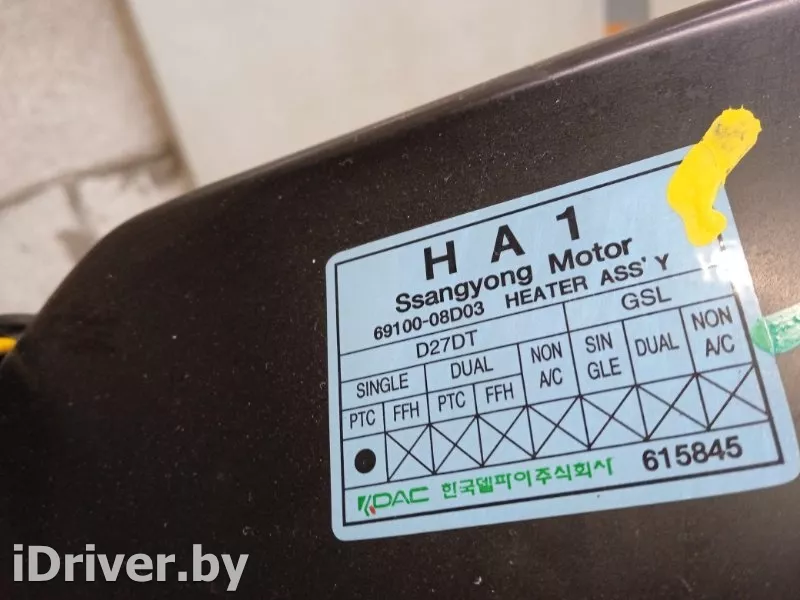 HA1
Ssangyong Motor
69100-08D03 HEATER ASS'Y
D27DT GSL
SINGLE DUAL NON A/C SIN GLE DUAL NON A/C
PTC FFH PTC FFH
KDAC 한국델파이주식회사 615845
iDriver.by